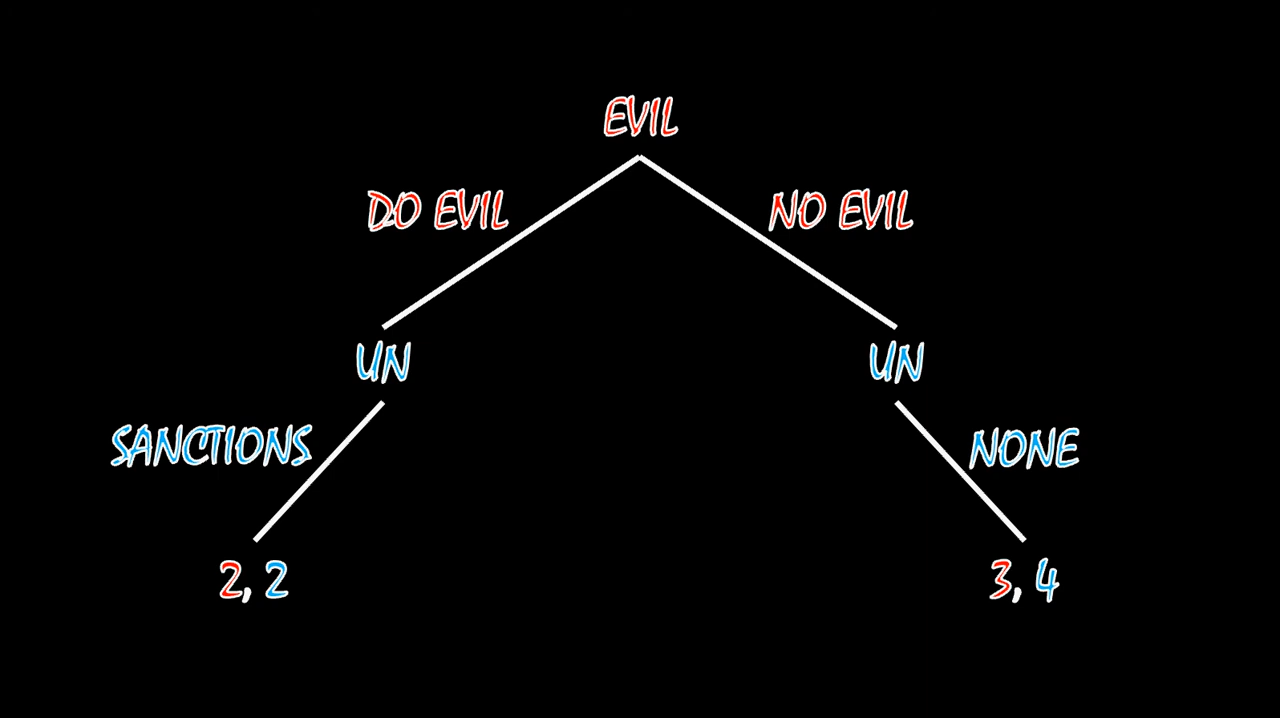 EVIL
DO EVIL
NO EVIL
UN
UN
SANCTIONS
NONE
2, 2
3, 4